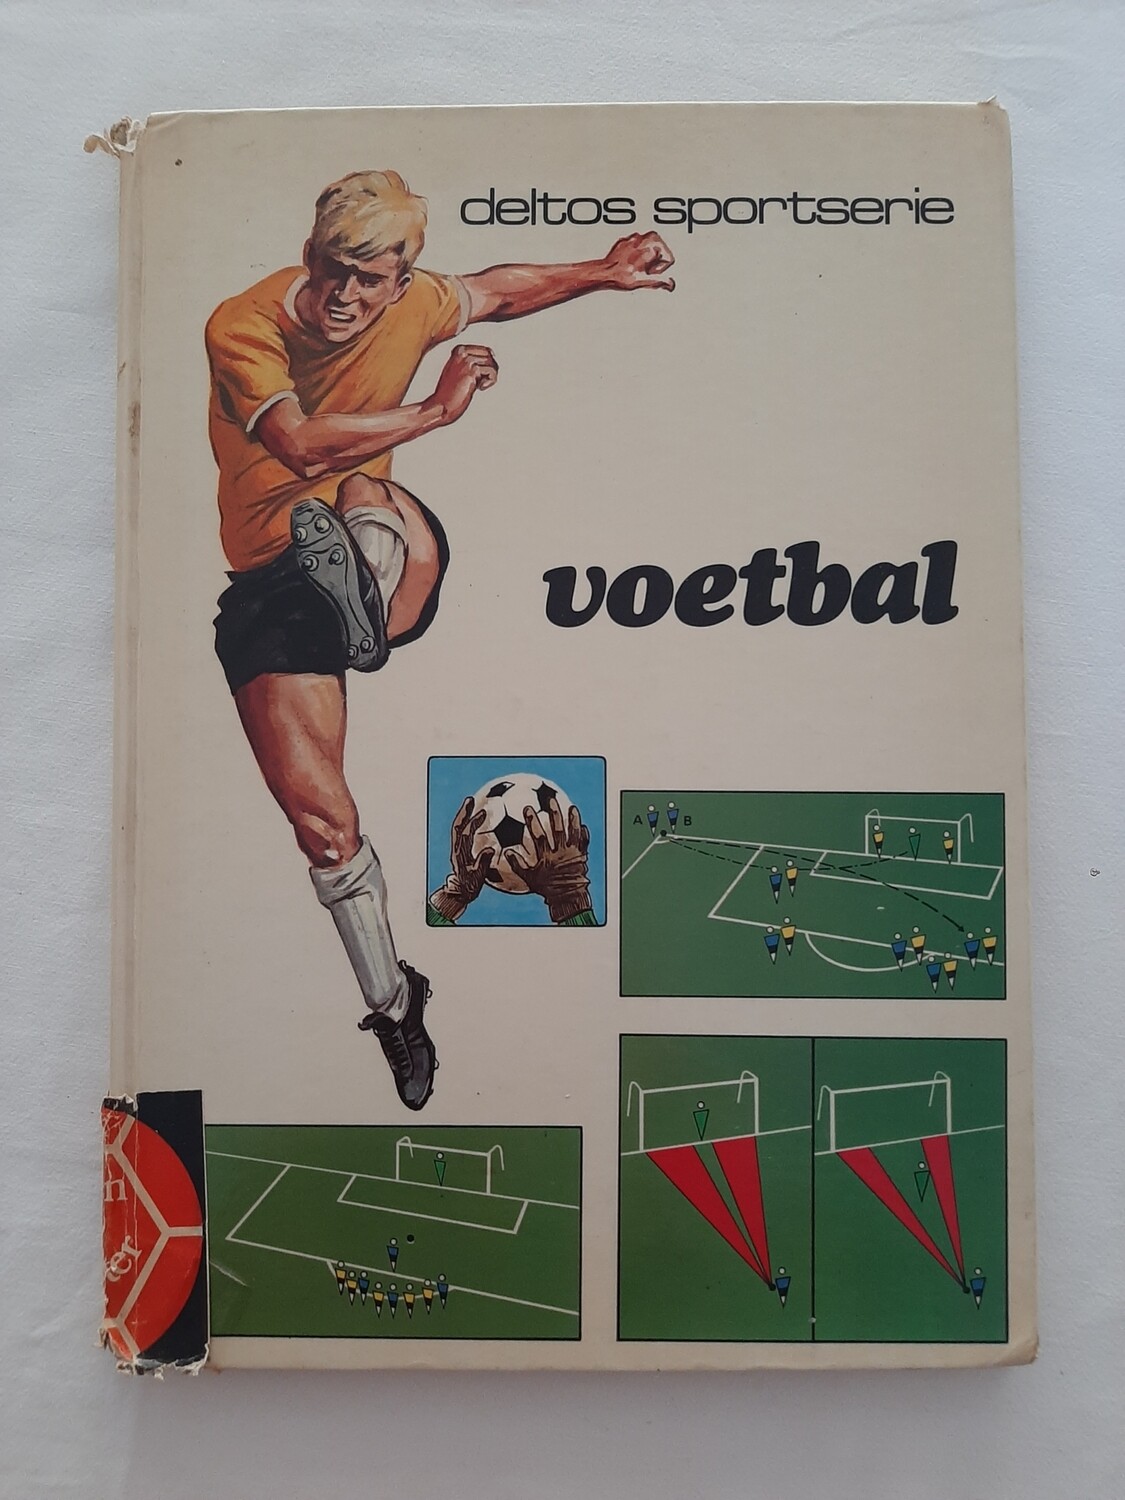 deltos sportserie
voetbal
A B